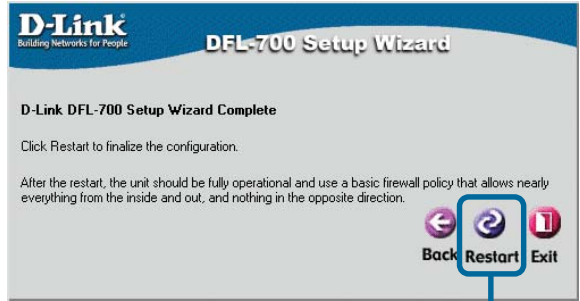 D-Link
Building Networks for People
DFL-700 Setup Wizard
D-Link DFL-700 Setup Wizard Complete
Click Restart to finalize the configuration.
After the restart, the unit should be fully operational and use a basic firewall policy that allows nearly
everything from the inside and out, and nothing in the opposite direction.
Back Restart Exit